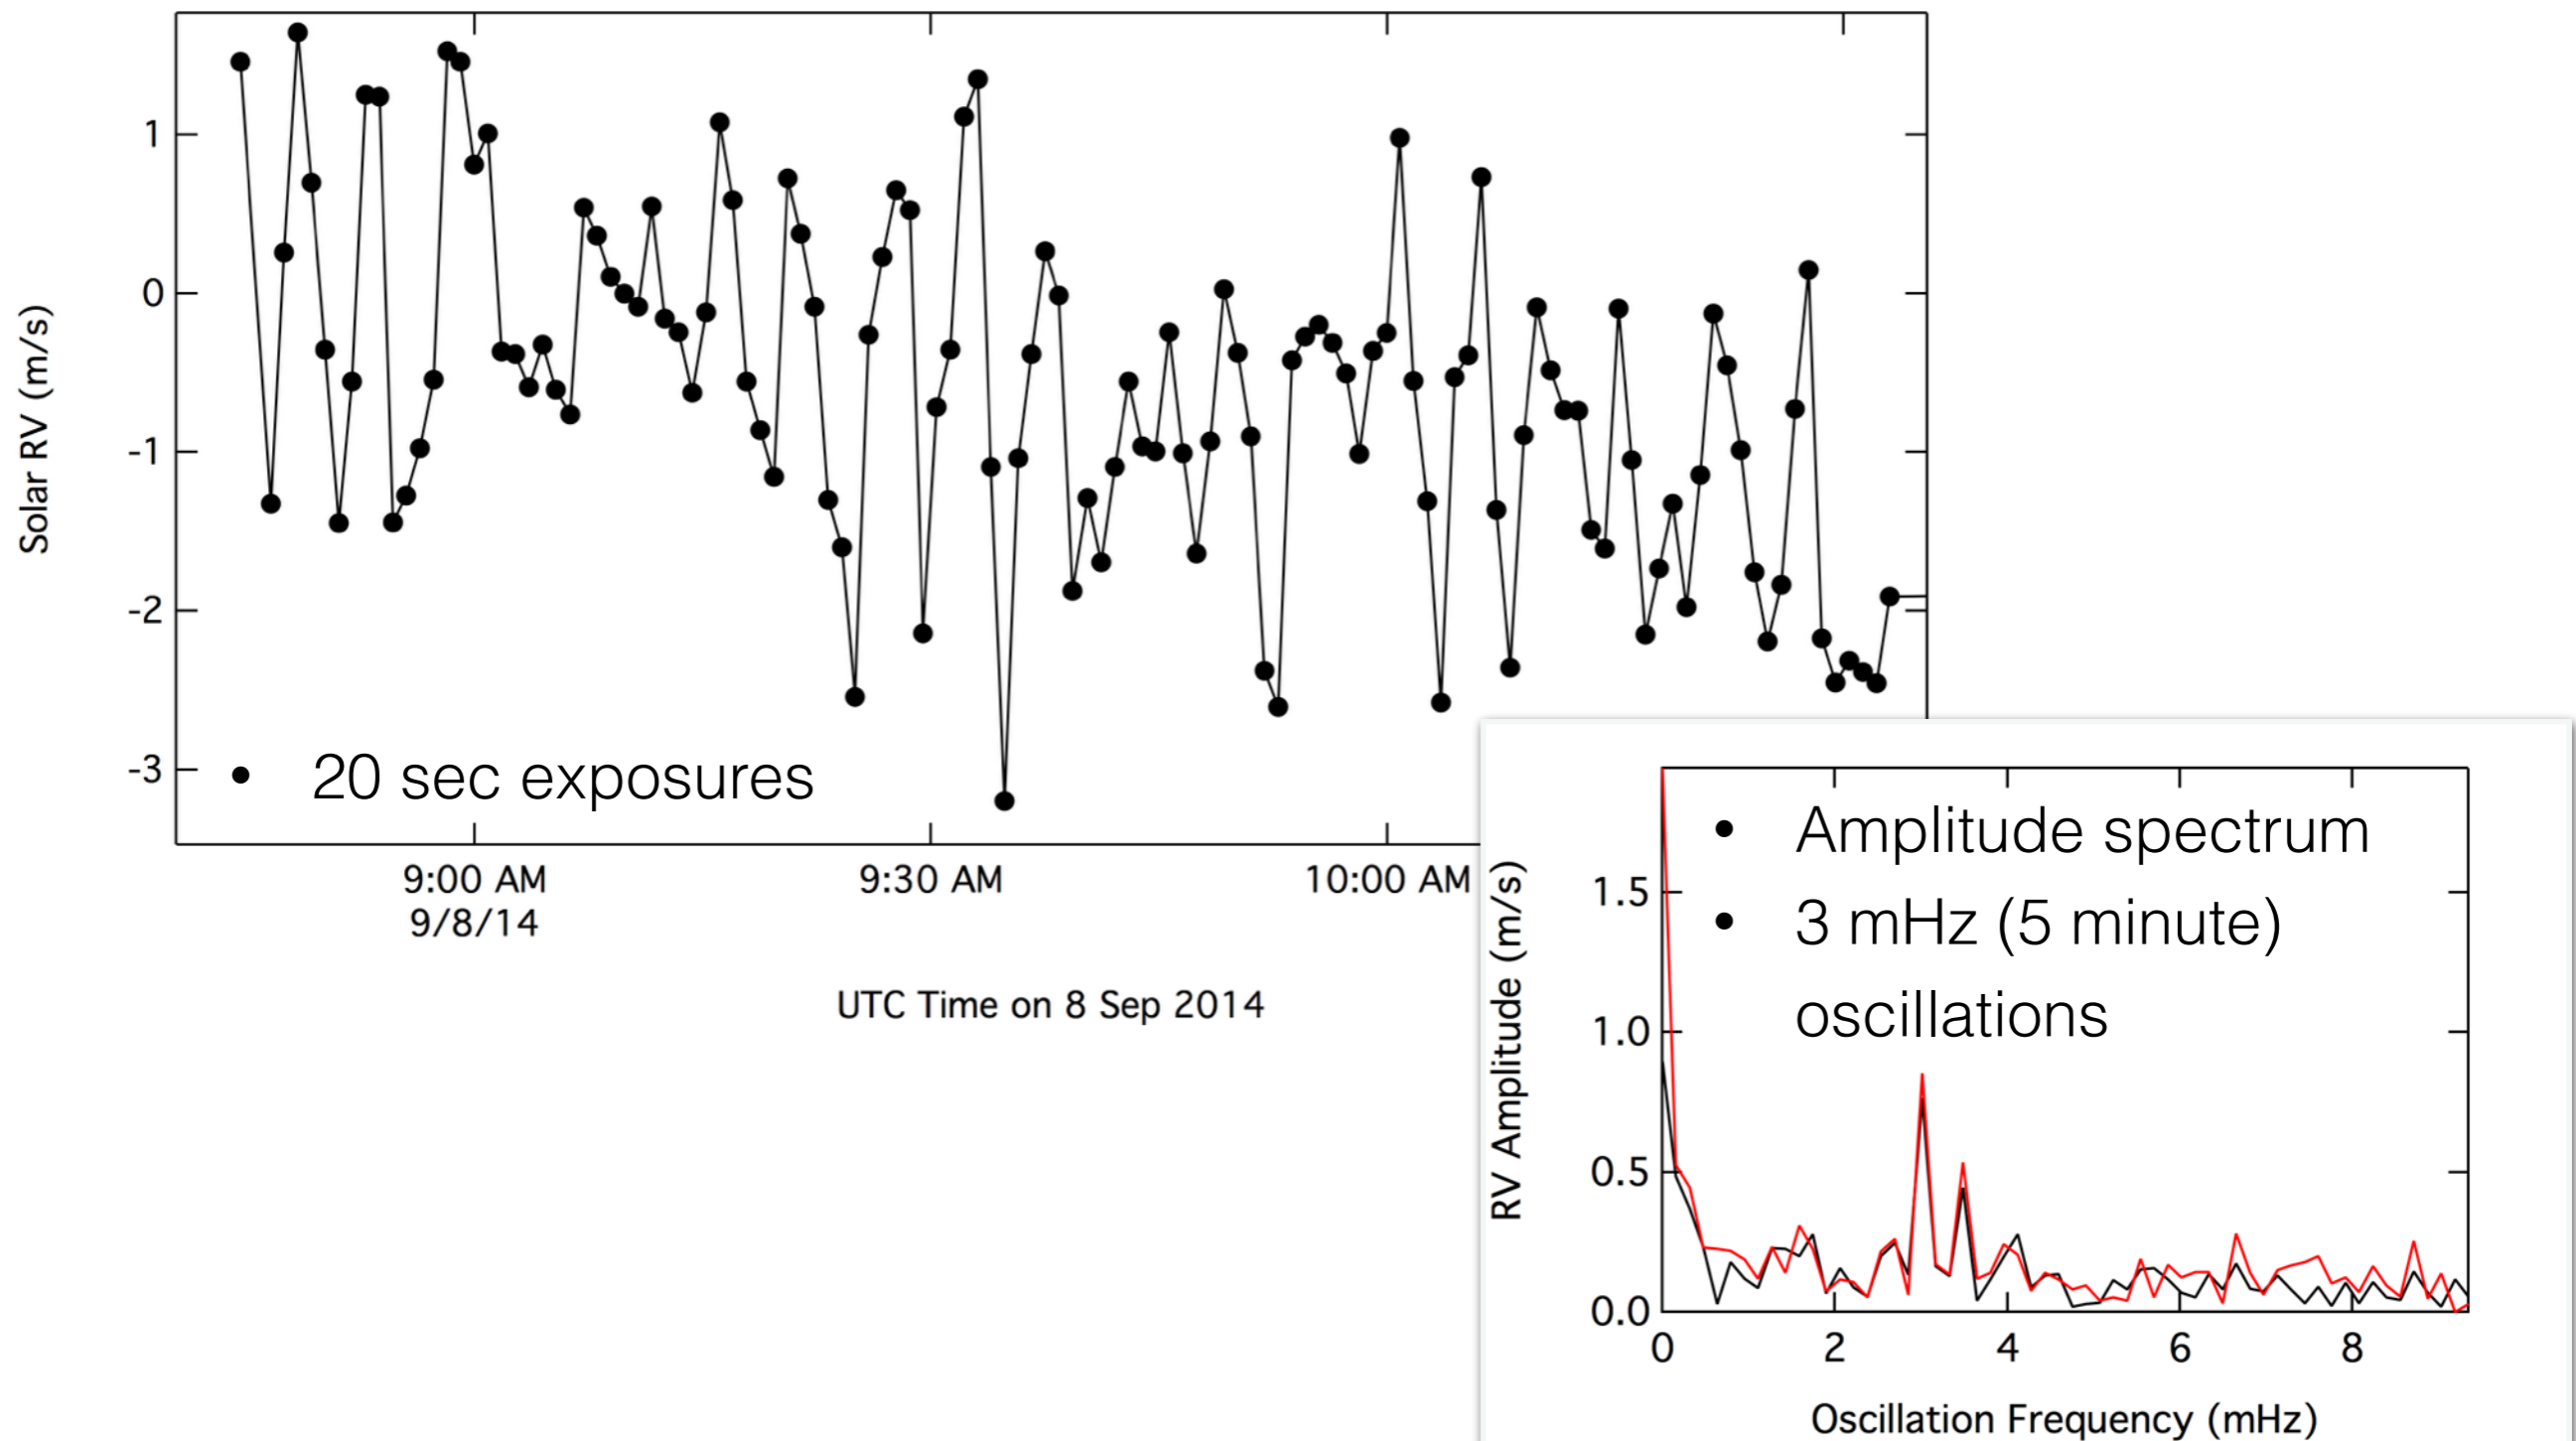 Solar RV (m/s)
1
0
-1
-2
-3
• 20 sec exposures
9:00 AM
9/8/14
9:30 AM
10:00 AM
UTC Time on 8 Sep 2014
RV Amplitude (m/s)
1.5
1.0
0.5
0.0
• Amplitude spectrum
• 3 mHz (5 minute)
oscillations
0
2
4
6
8
Oscillation Frequency (mHz)